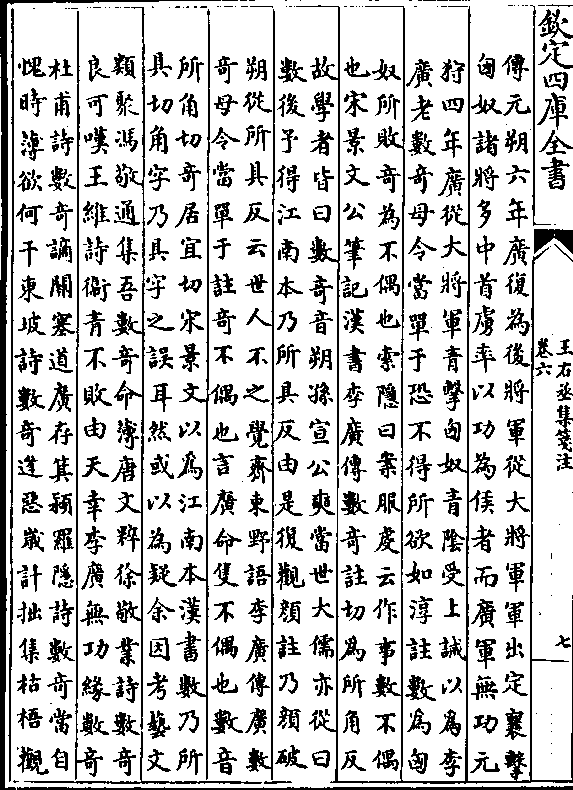 欽定四庫全書
王右丞集箋注
卷六
七
傳元朔六年廣復為後將軍從大將軍軍出定襄擊
匈奴諸將多中首虜率以功為侯者而廣軍無功元
狩四年廣從大將軍青擊匈奴青陰受上誡以為李
廣老數奇毋令當單于恐不得所欲如淳註數為匈
奴所敗奇為不偶也索隱曰案服虔云作事數不偶
也宋景文公筆記漢書李廣傳數奇註切為所角反
故學者皆曰數奇音朔孫宣公奭當世大儒亦從曰
數後予得江南本乃所具反由是復觀顔註乃顔破
朔從所具反云世人不之覺齊東野語李廣傳廣數
奇毋令當單于註奇不偶也言廣命隻不偶也數音
所角切奇居宜切宋景文以為江南本漢書數乃所
具切角字乃具字之誤耳然或以為疑余因考藝文
類聚馮敬通集吾數奇命薄唐文粹徐敬業詩數奇
良可嘆王維詩衞青不敗由天幸李廣無功緣數奇
杜甫詩數奇謫關塞道廣存箕潁羅隱詩數奇當自
愧時薄欲何干東坡詩數奇逢惡歲計拙集枯梧觀